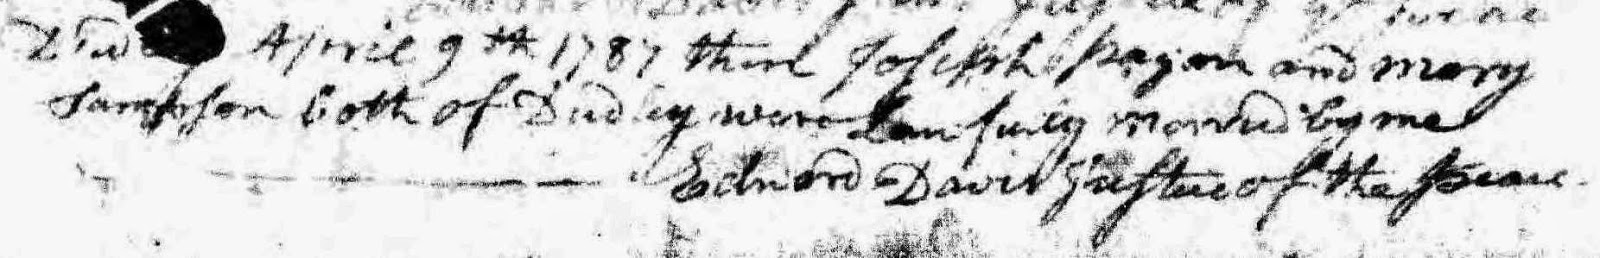 Dudley April 9th 1787 then Joseph Pagan and Mary
Sampson both of Dudley were Lawfully Married by me
Edward Davis Justice of the Peace